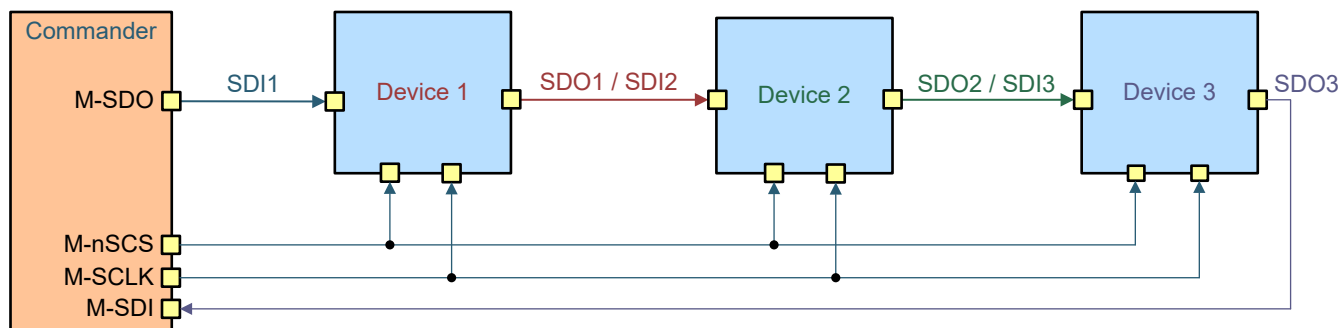 Commander
M-SDO
SDI1
Device 1
SDO1 / SDI2
Device 2
SDO2 / SDI3
Device 3
SDO3
M-nSCS
M-SCLK
M-SDI